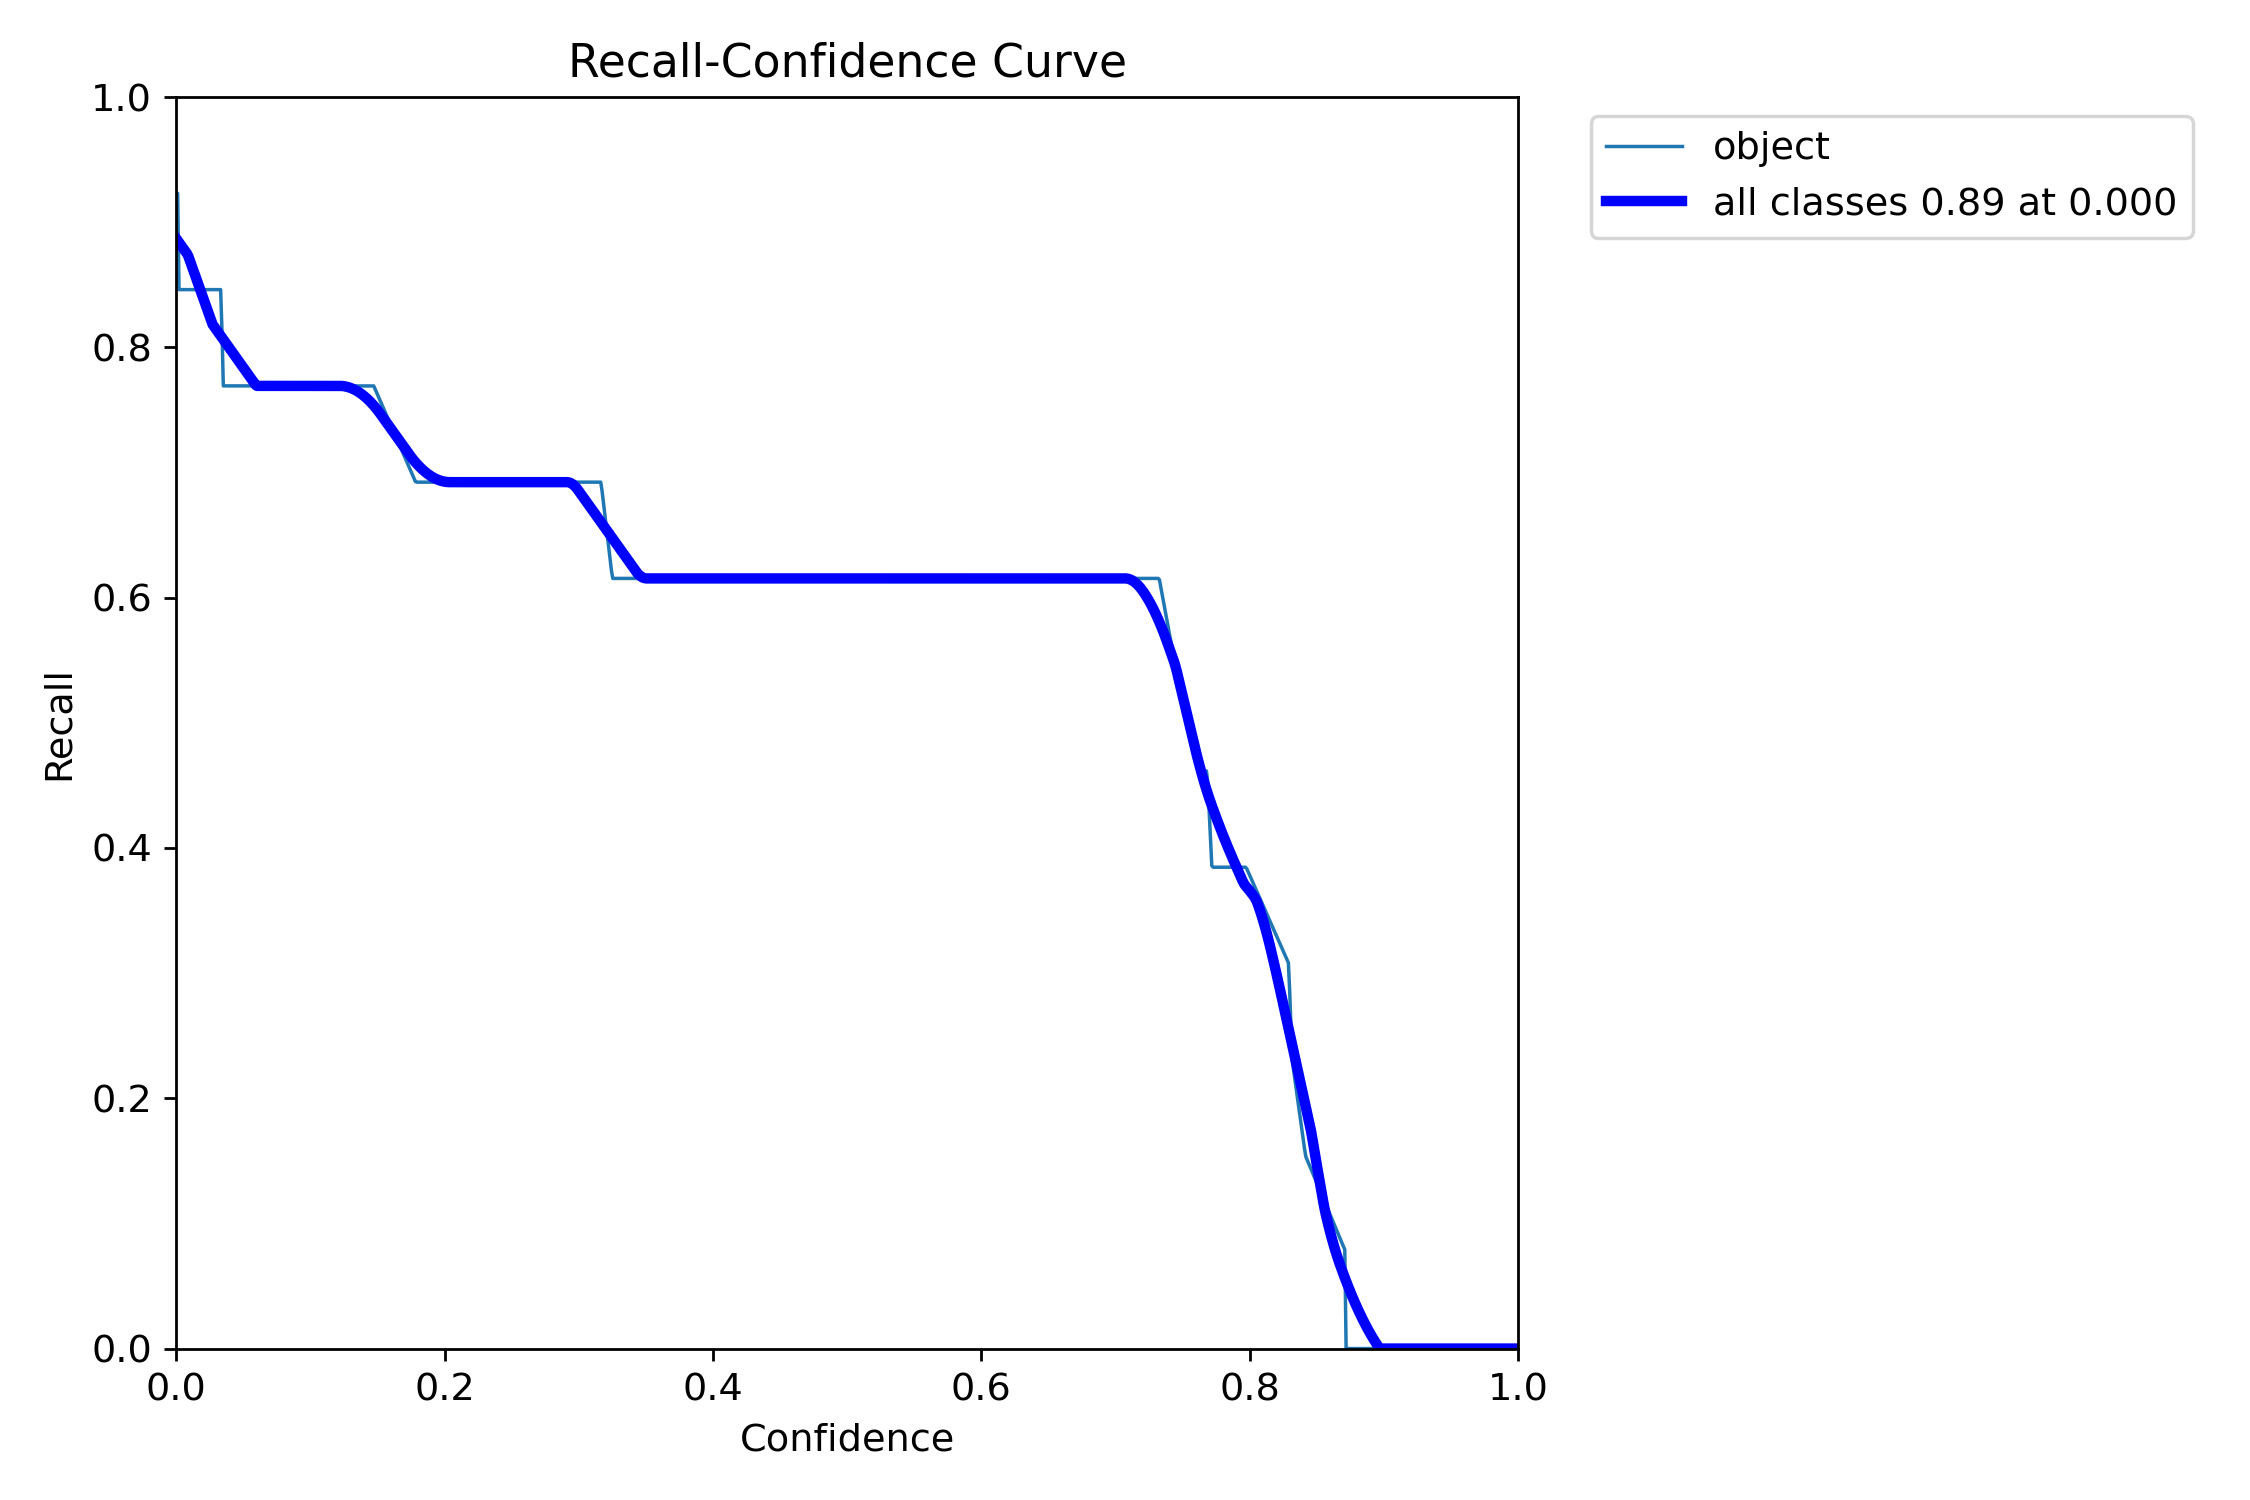 Recall-Confidence Curve
object
all classes 0.89 at 0.000
1.0
0.8
0.6
0.4
0.2
0.0
Recall
0.0 0.2 0.4 0.6 0.8 1.0
Confidence